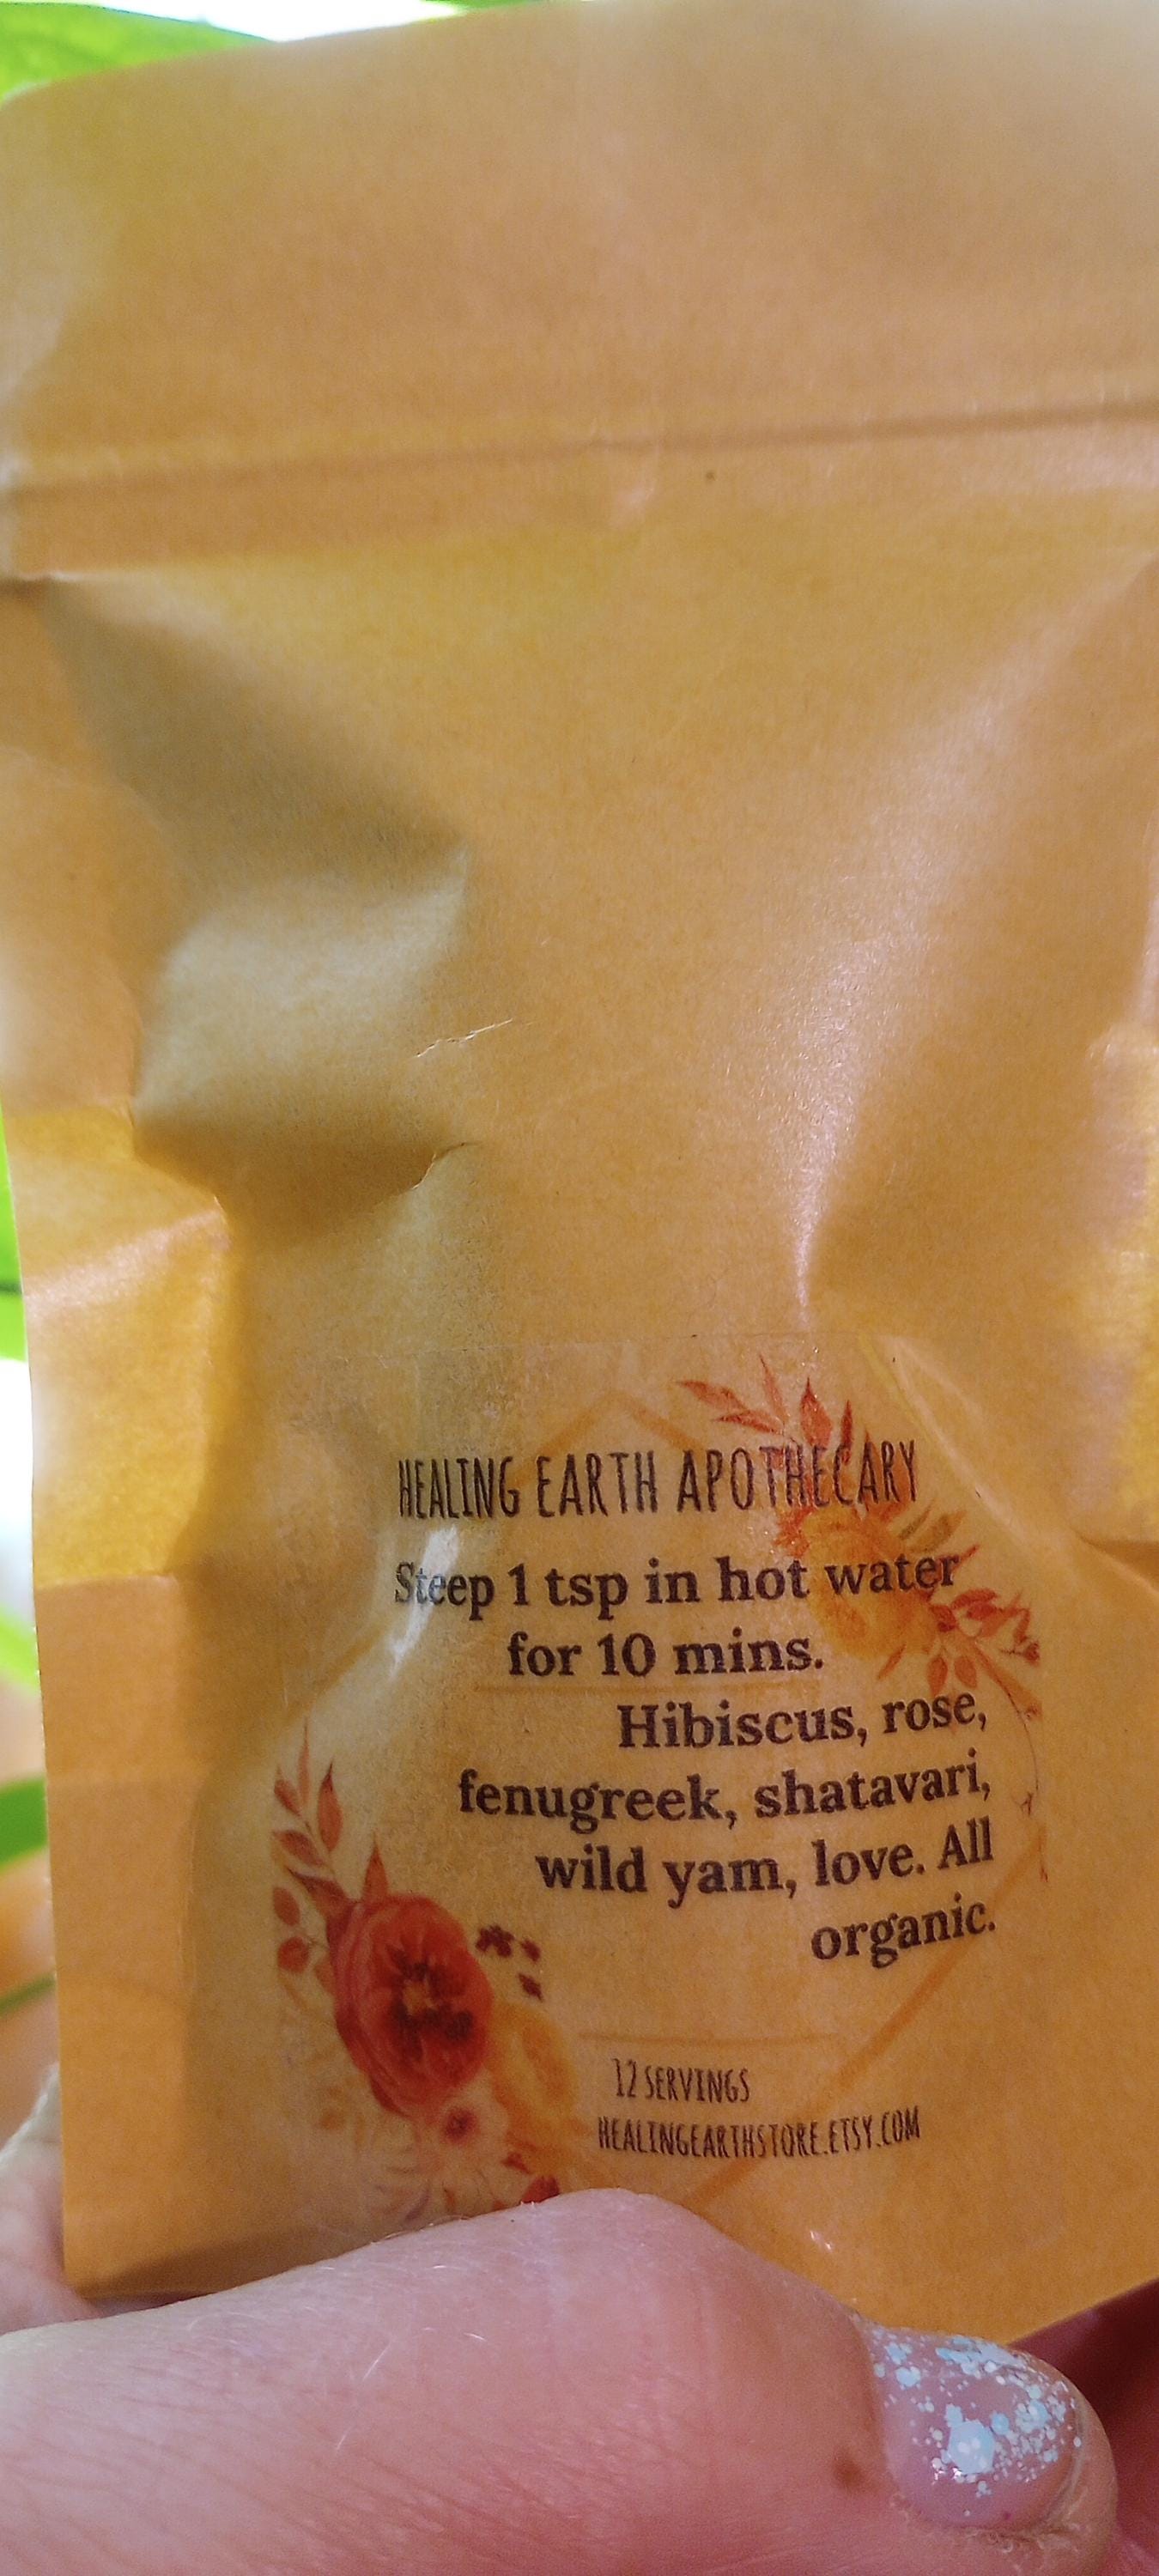 HEALING EARTH APOTHECARY
Steep 1 tsp in hot water
for 10 mins.
Hibiscus, rose,
fenugreek, shatavari,
wild yam, love. All
organic.
12 SERVINGS
HEALINGEARTHSTORE.ETSY.COM